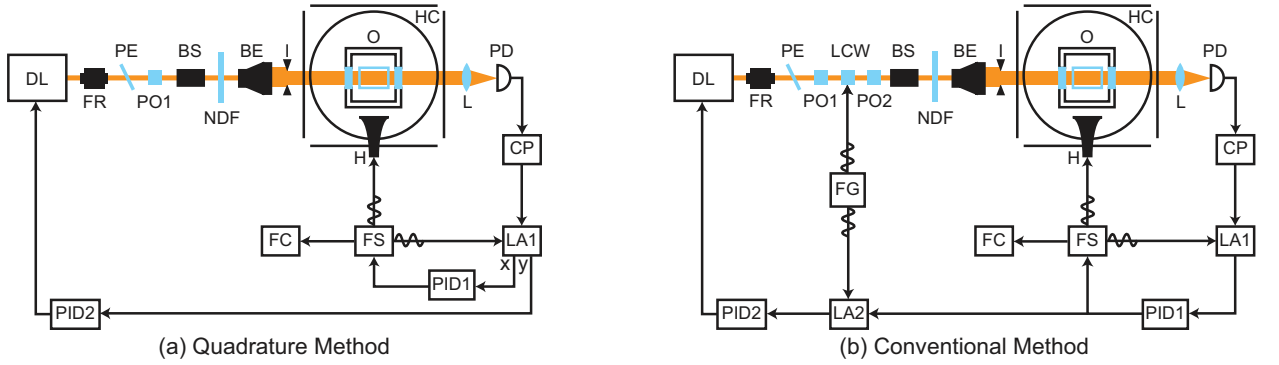 HC
I
O
PE
BS
BE
PD
DL
FR
PO1
NDF
L
H
CP
FC
FS
LA1
x y
PID1
PID2
(a) Quadrature Method
HC
I
O
PE
LCW
BS
BE
PD
DL
FR
PO1
PO2
NDF
L
H
CP
FG
FC
FS
LA1
PID2
LA2
PID1
(b) Conventional Method